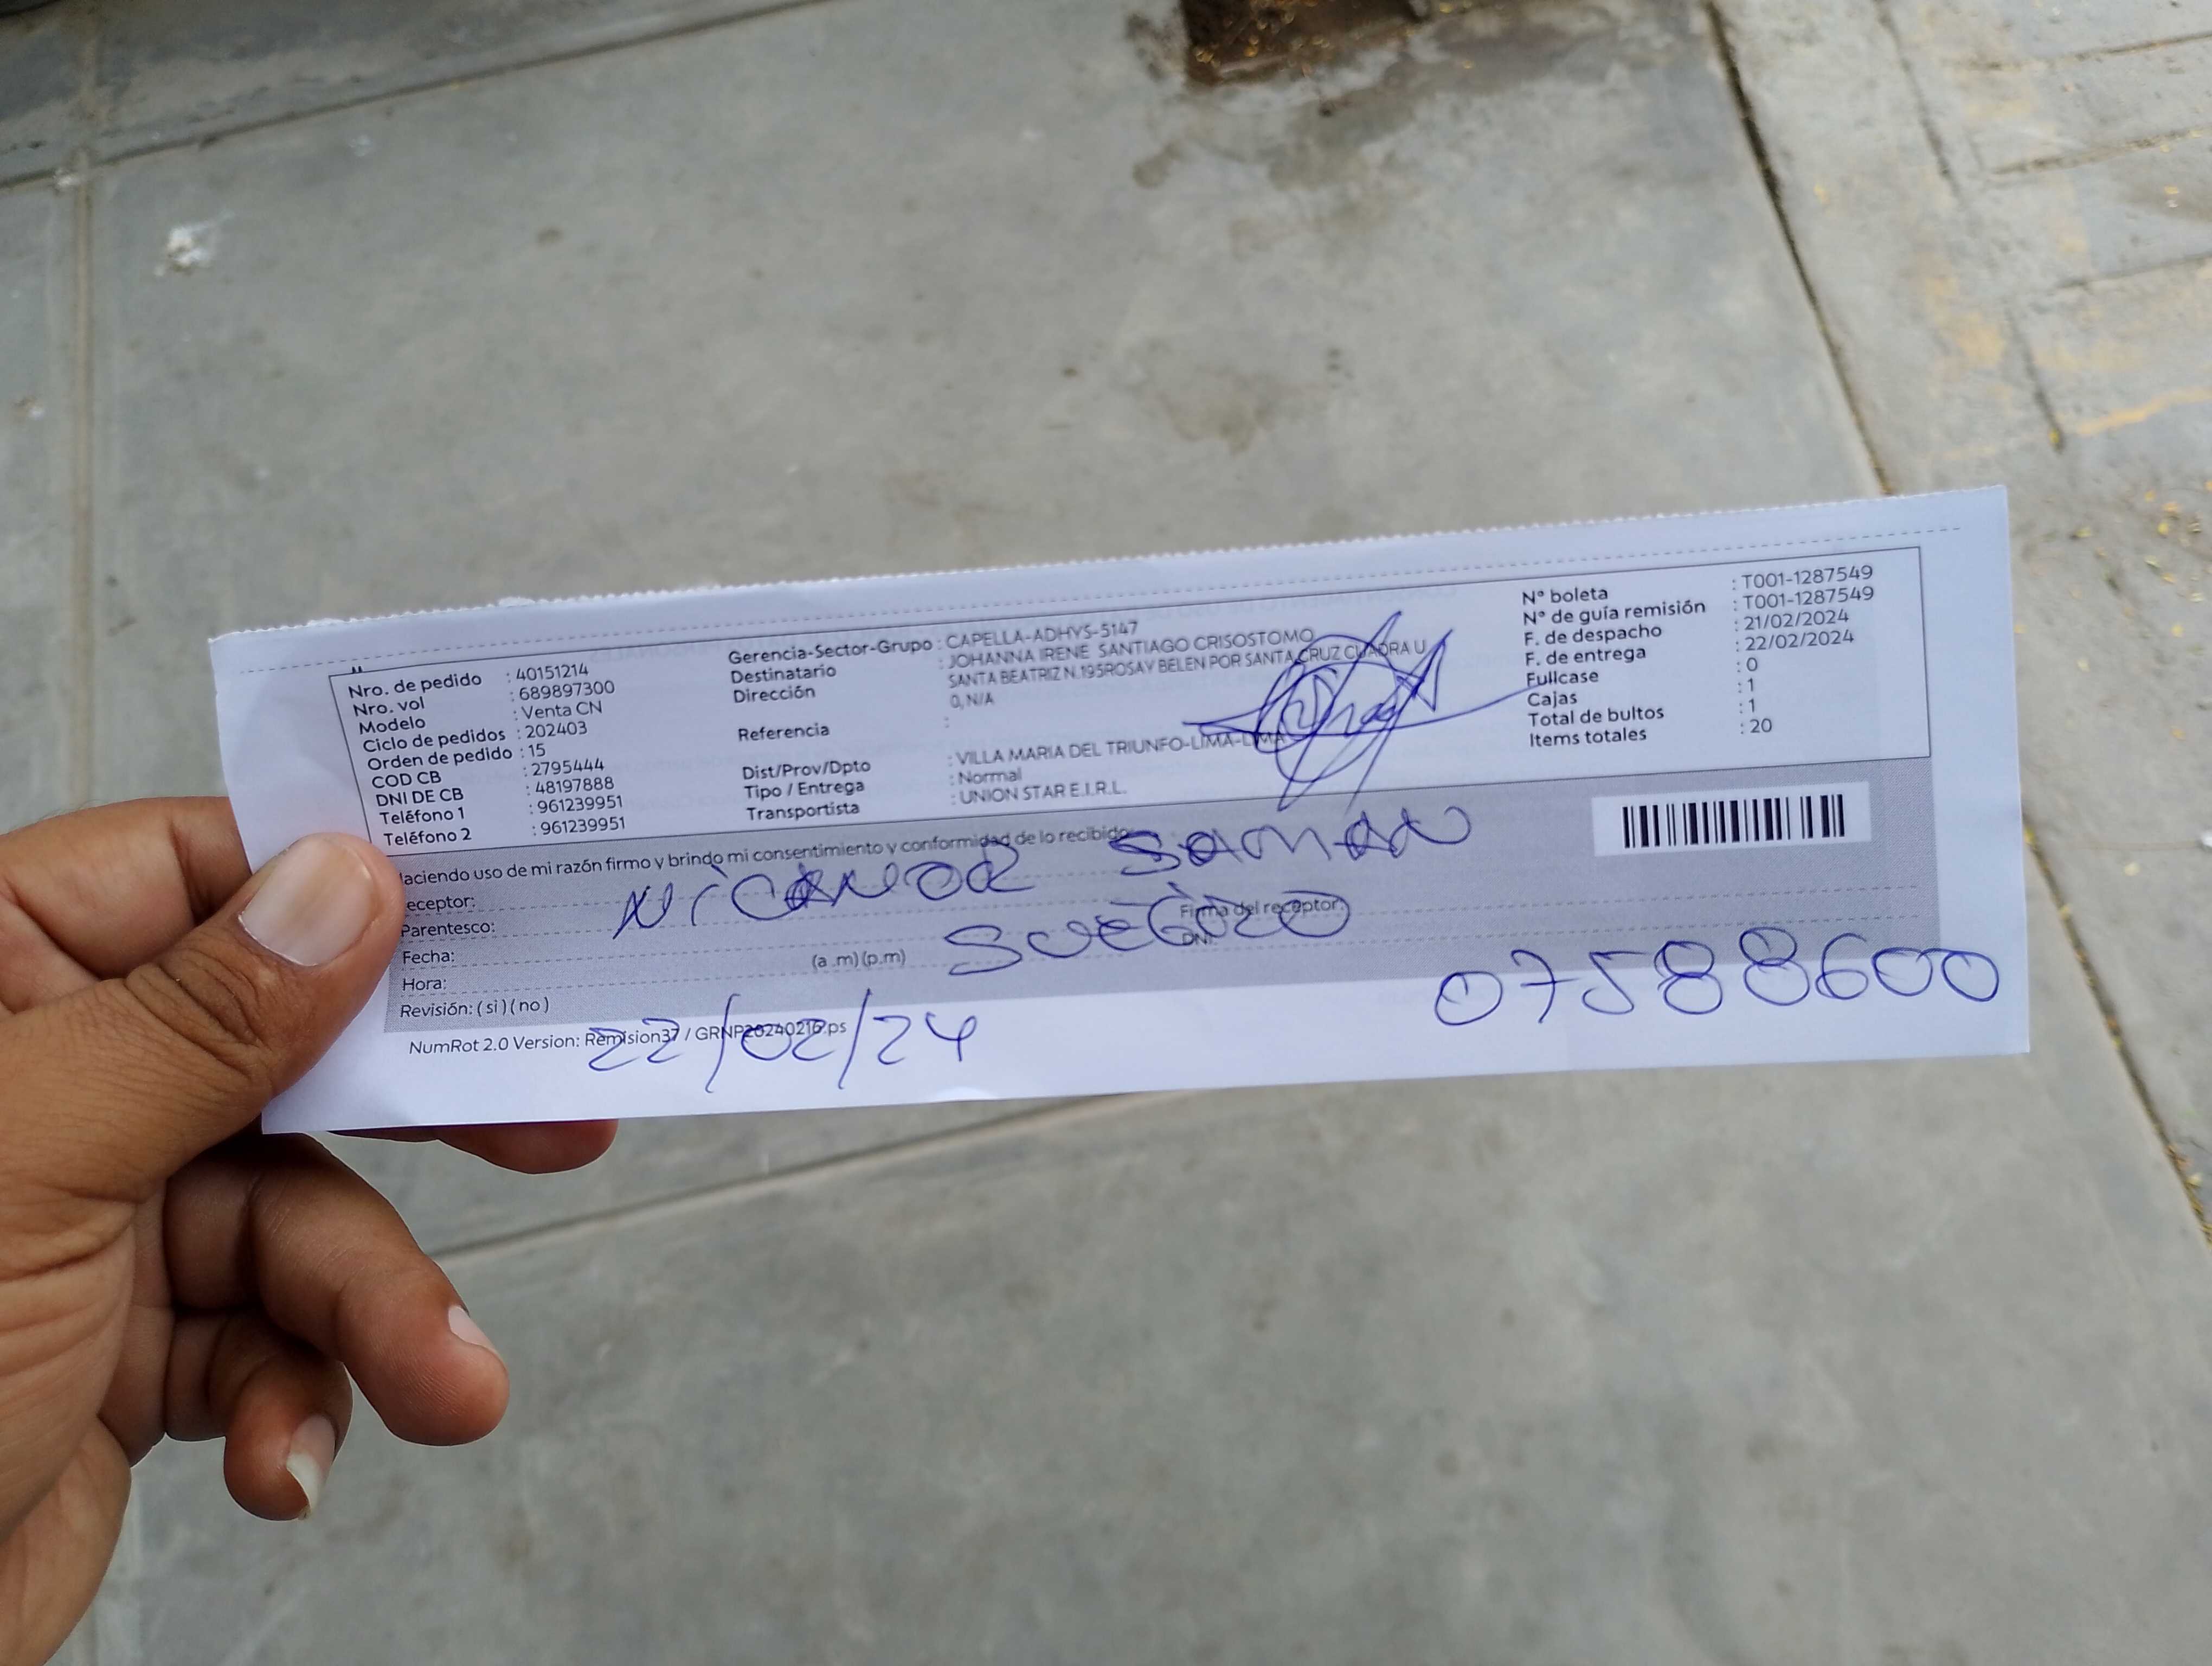 Nro. de pedido : 40151214
Nro. vol : 689897300
Modelo : Venta CN
Ciclo de pedidos : 202403
Orden de pedido : 15
COD CB : 2795444
DNI DE CB : 48197888
Teléfono 1 : 961239951
Teléfono 2 : 961239951
Gerencia-Sector-Grupo : CAPELLA-ADHYS-5147
Destinatario : JOHANNA IRENE SANTIAGO CRISOSTOMO
Dirección : SANTA BEATRIZ N.195ROSAY BELEN POR SANTA CRUZ CUADRA U
0, N/A
Referencia :
Dist/Prov/Dpto : VILLA MARIA DEL TRIUNFO-LIMA-LIMA
Tipo / Entrega : Normal
Transportista : UNION STAR E.I.R.L.
Nº boleta : T001-1287549
Nº de guía remisión : T001-1287549
F. de despacho : 21/02/2024
F. de entrega : 22/02/2024
Fullcase : 0
Cajas : 1
Total de bultos : 1
Items totales : 20
aciendo uso de mi razón firmo y brindo mi consentimiento y conformidad de lo recibido
eceptor: NICANOR
Parentesco:
Firma del receptor:
Fecha:
DNI:
Hora: (a .m) (p.m)
Revisión: ( si ) ( no )
07588600
NumRot 2.0 Version: Remision37 / GRNP20240216.ps
22/02/24